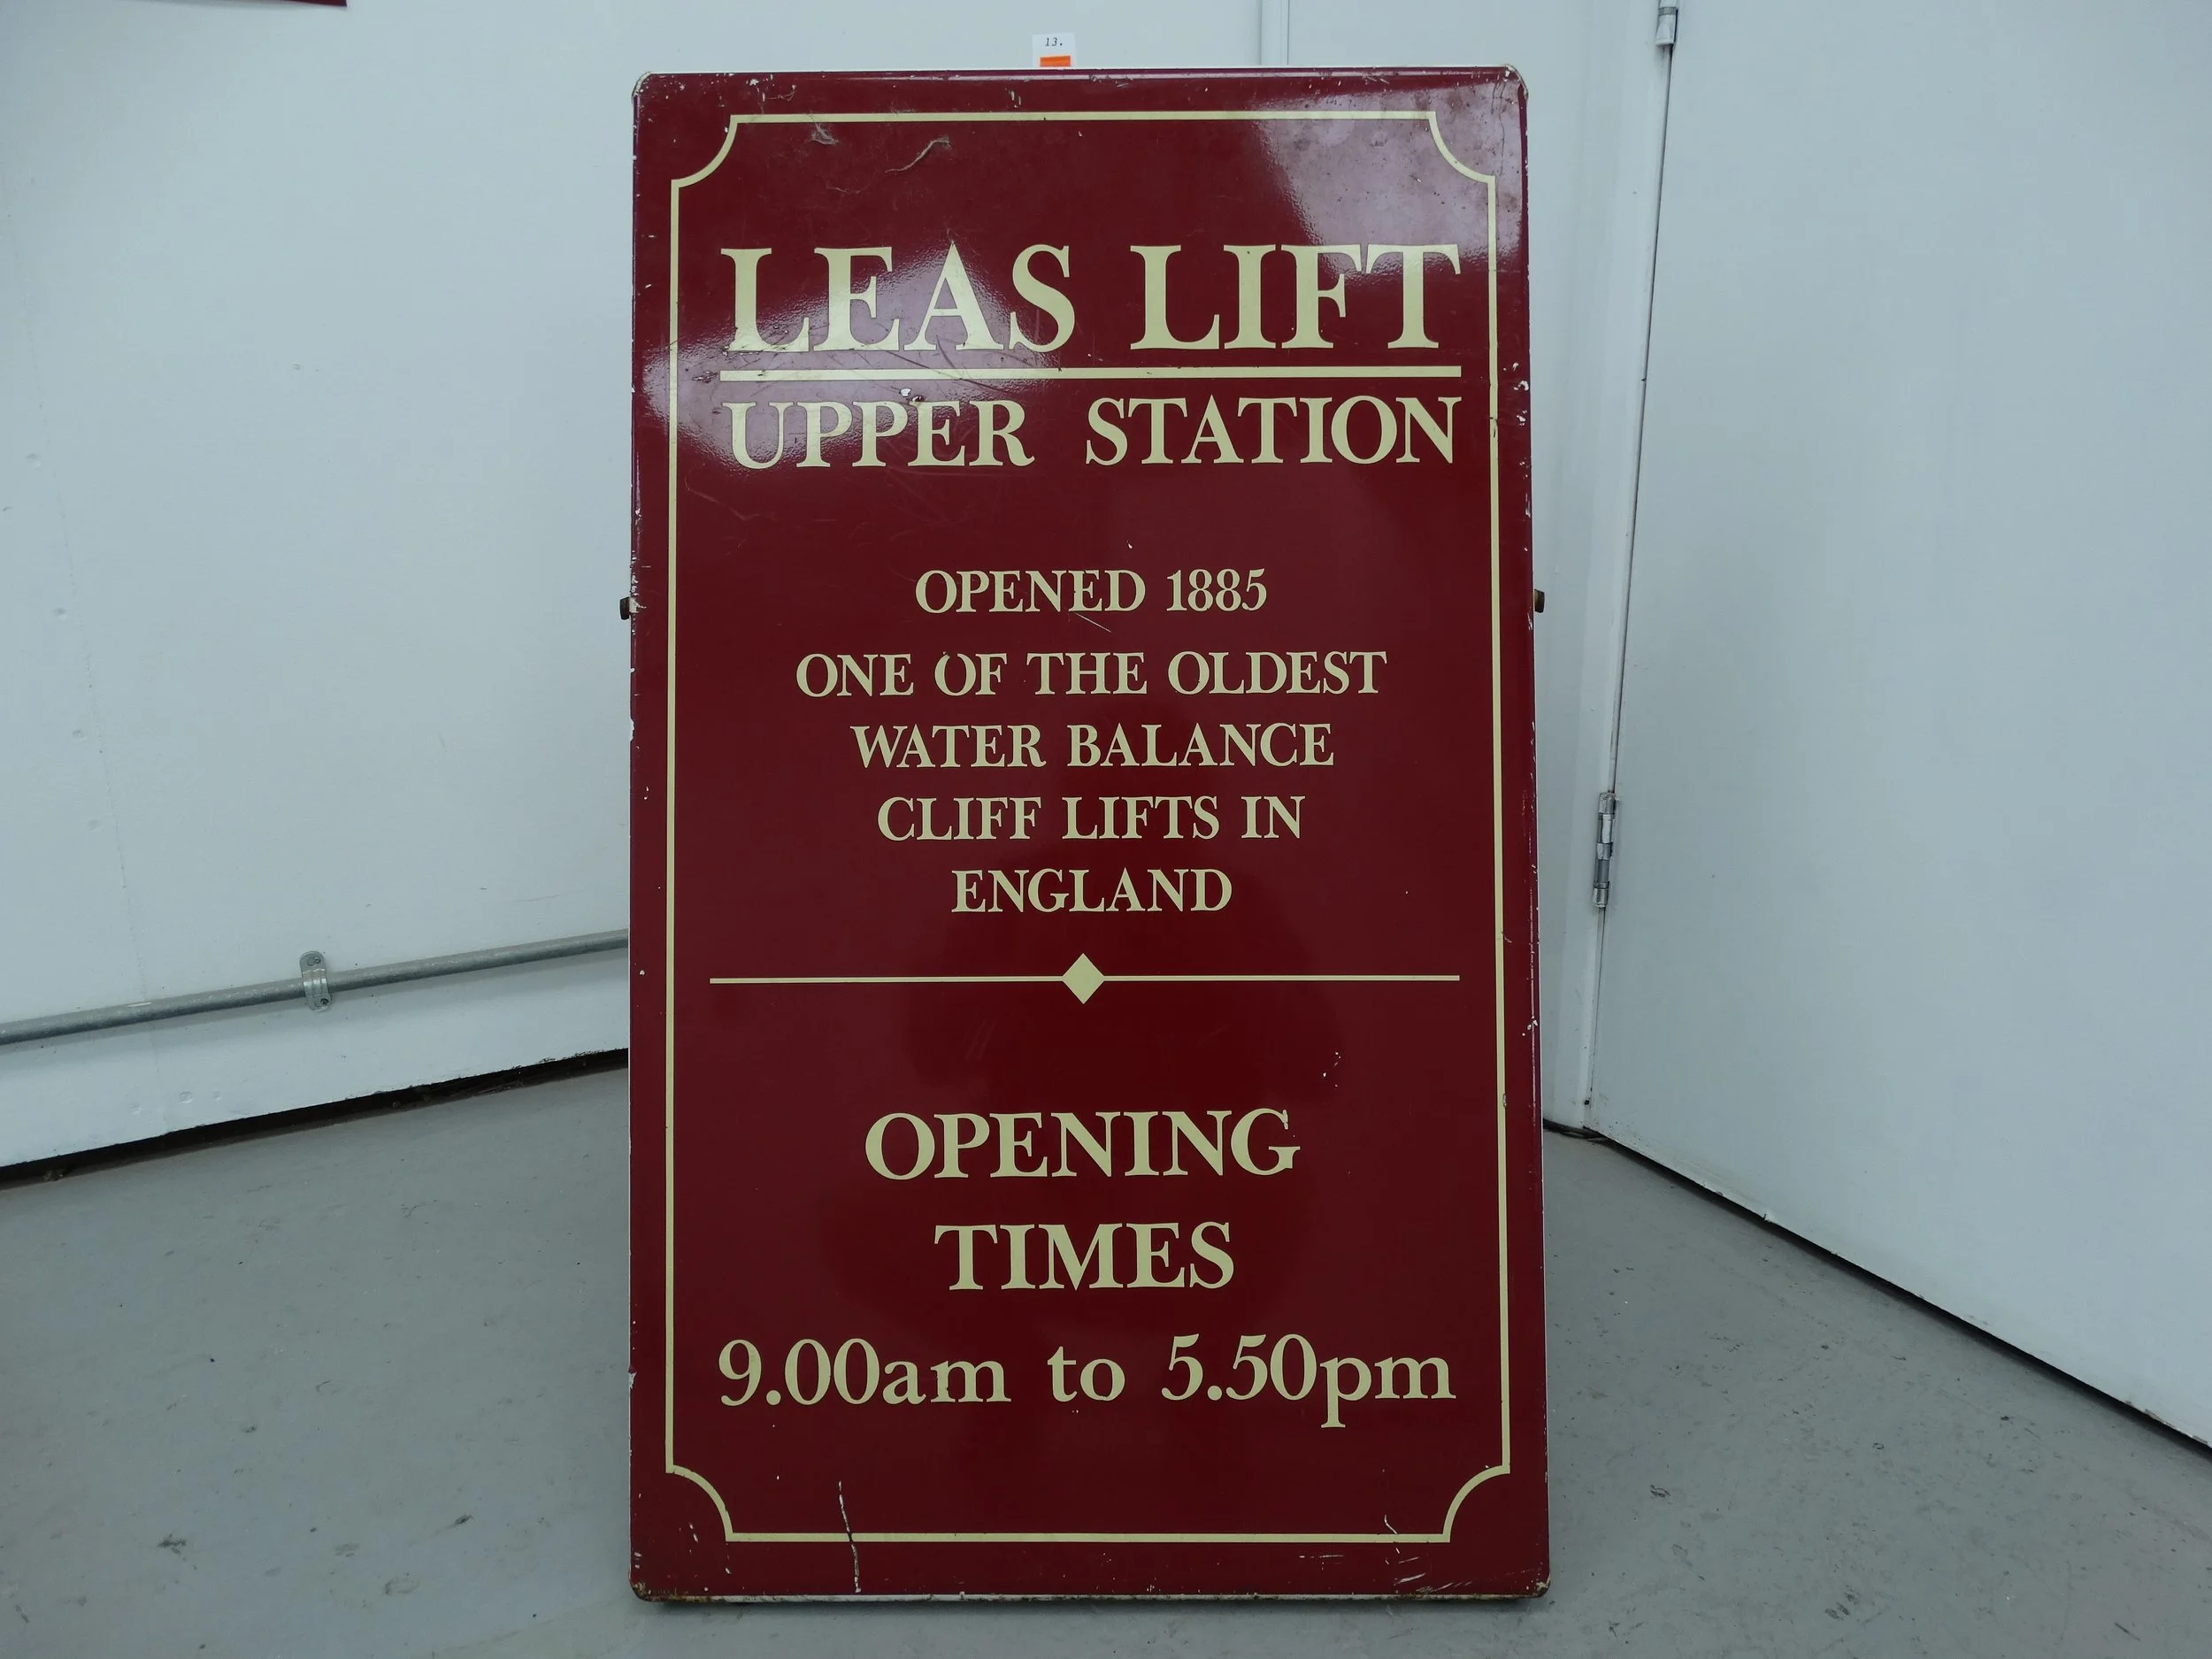 13.
LEAS LIFT
UPPER STATION
OPENED 1885
ONE OF THE OLDEST
WATER BALANCE
CLIFF LIFTS IN
ENGLAND
OPENING
TIMES
9.00am to 5.50pm